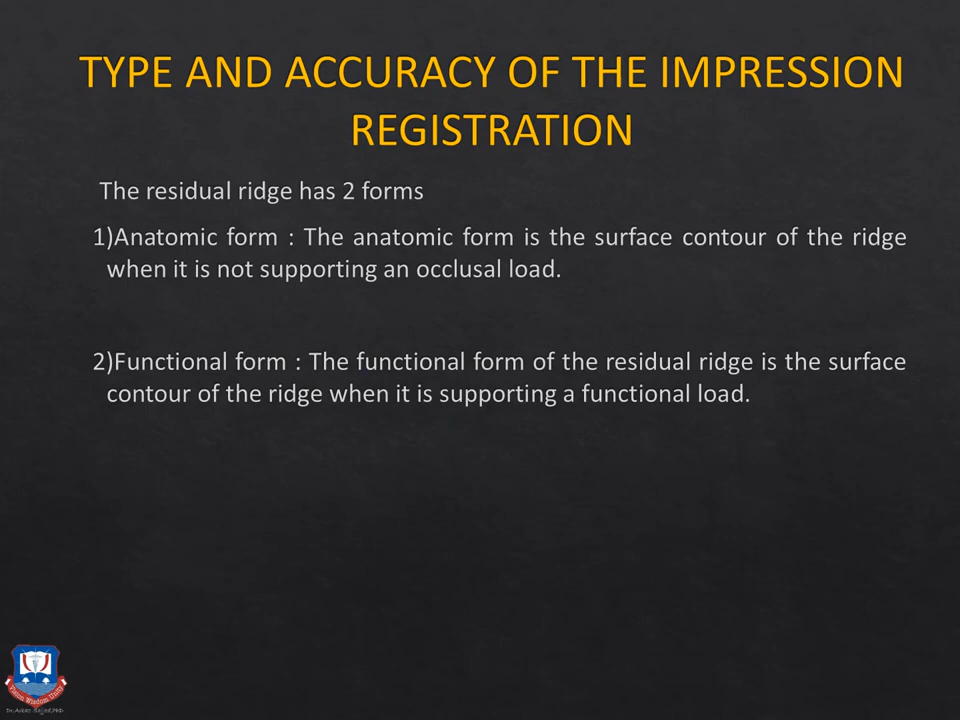 TYPE AND ACCURACY OF THE IMPRESSION
REGISTRATION
The residual ridge has 2 forms
1)Anatomic form : The anatomic form is the surface contour of the ridge
when it is not supporting an occlusal load.
2)Functional form : The functional form of the residual ridge is the surface
contour of the ridge when it is supporting a functional load.
Vision Wisdom Unity